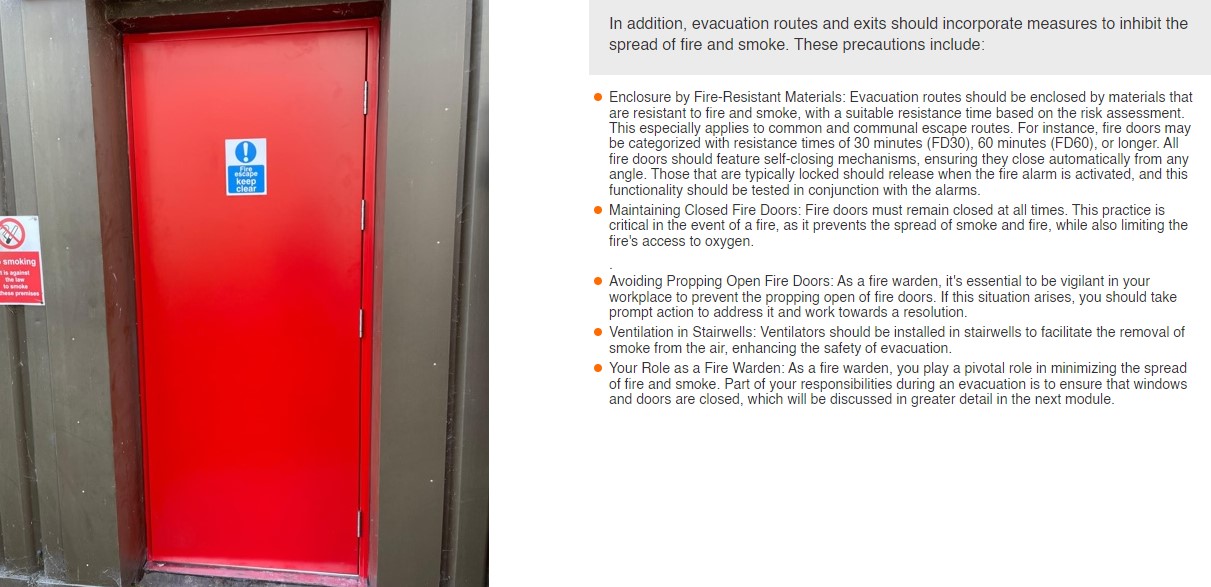 Fire
escape
keep
clear
smoking
It is against
the law
to smoke
these premises
In addition, evacuation routes and exits should incorporate measures to inhibit the
spread of fire and smoke. These precautions include:
Enclosure by Fire-Resistant Materials: Evacuation routes should be enclosed by materials that
are resistant to fire and smoke, with a suitable resistance time based on the risk assessment.
This especially applies to common and communal escape routes. For instance, fire doors may
be categorized with resistance times of 30 minutes (FD30), 60 minutes (FD60), or longer. All
fire doors should feature self-closing mechanisms, ensuring they close automatically from any
angle. Those that are typically locked should release when the fire alarm is activated, and this
functionality should be tested in conjunction with the alarms.
Maintaining Closed Fire Doors: Fire doors must remain closed at all times. This practice is
critical in the event of a fire, as it prevents the spread of smoke and fire, while also limiting the
fire's access to oxygen.
.
Avoiding Propping Open Fire Doors: As a fire warden, it's essential to be vigilant in your
workplace to prevent the propping open of fire doors. If this situation arises, you should take
prompt action to address it and work towards a resolution.
Ventilation in Stairwells: Ventilators should be installed in stairwells to facilitate the removal of
smoke from the air, enhancing the safety of evacuation.
Your Role as a Fire Warden: As a fire warden, you play a pivotal role in minimizing the spread
of fire and smoke. Part of your responsibilities during an evacuation is to ensure that windows
and doors are closed, which will be discussed in greater detail in the next module.